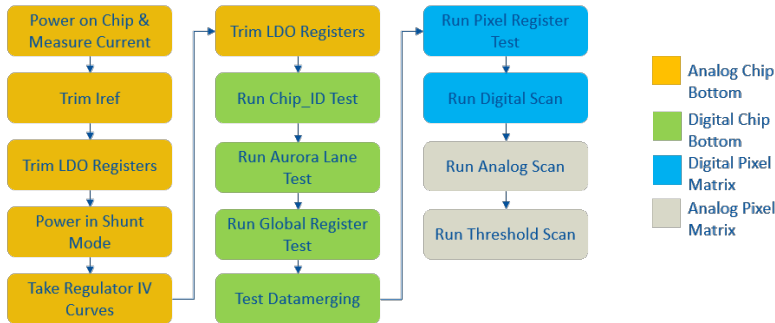 Power on Chip &
Measure Current
Trim Iref
Trim LDO Registers
Power in Shunt
Mode
Take Regulator IV
Curves
Trim LDO Registers
Run Chip_ID Test
Run Aurora Lane
Test
Run Global Register
Test
Test Datamerging
Run Pixel Register
Test
Run Digital Scan
Run Analog Scan
Run Threshold Scan
Analog Chip
Bottom
Digital Chip
Bottom
Digital Pixel
Matrix
Analog Pixel
Matrix